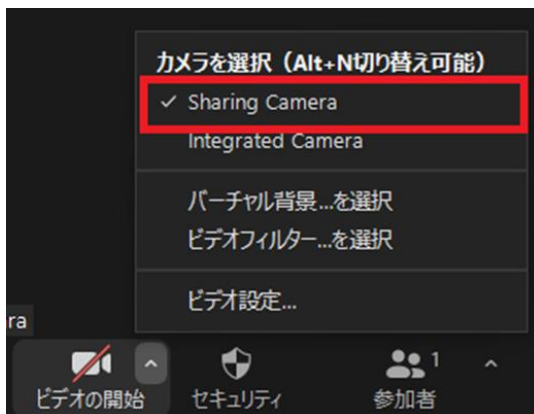 カメラを選択（Alt+N切り替え可能）
Sharing Camera
Integrated Camera
バーチャル背景...を選択
ビデオフィルター...を選択
ビデオ設定...
ra
1
ビデオの開始 セキュリティ 参加者